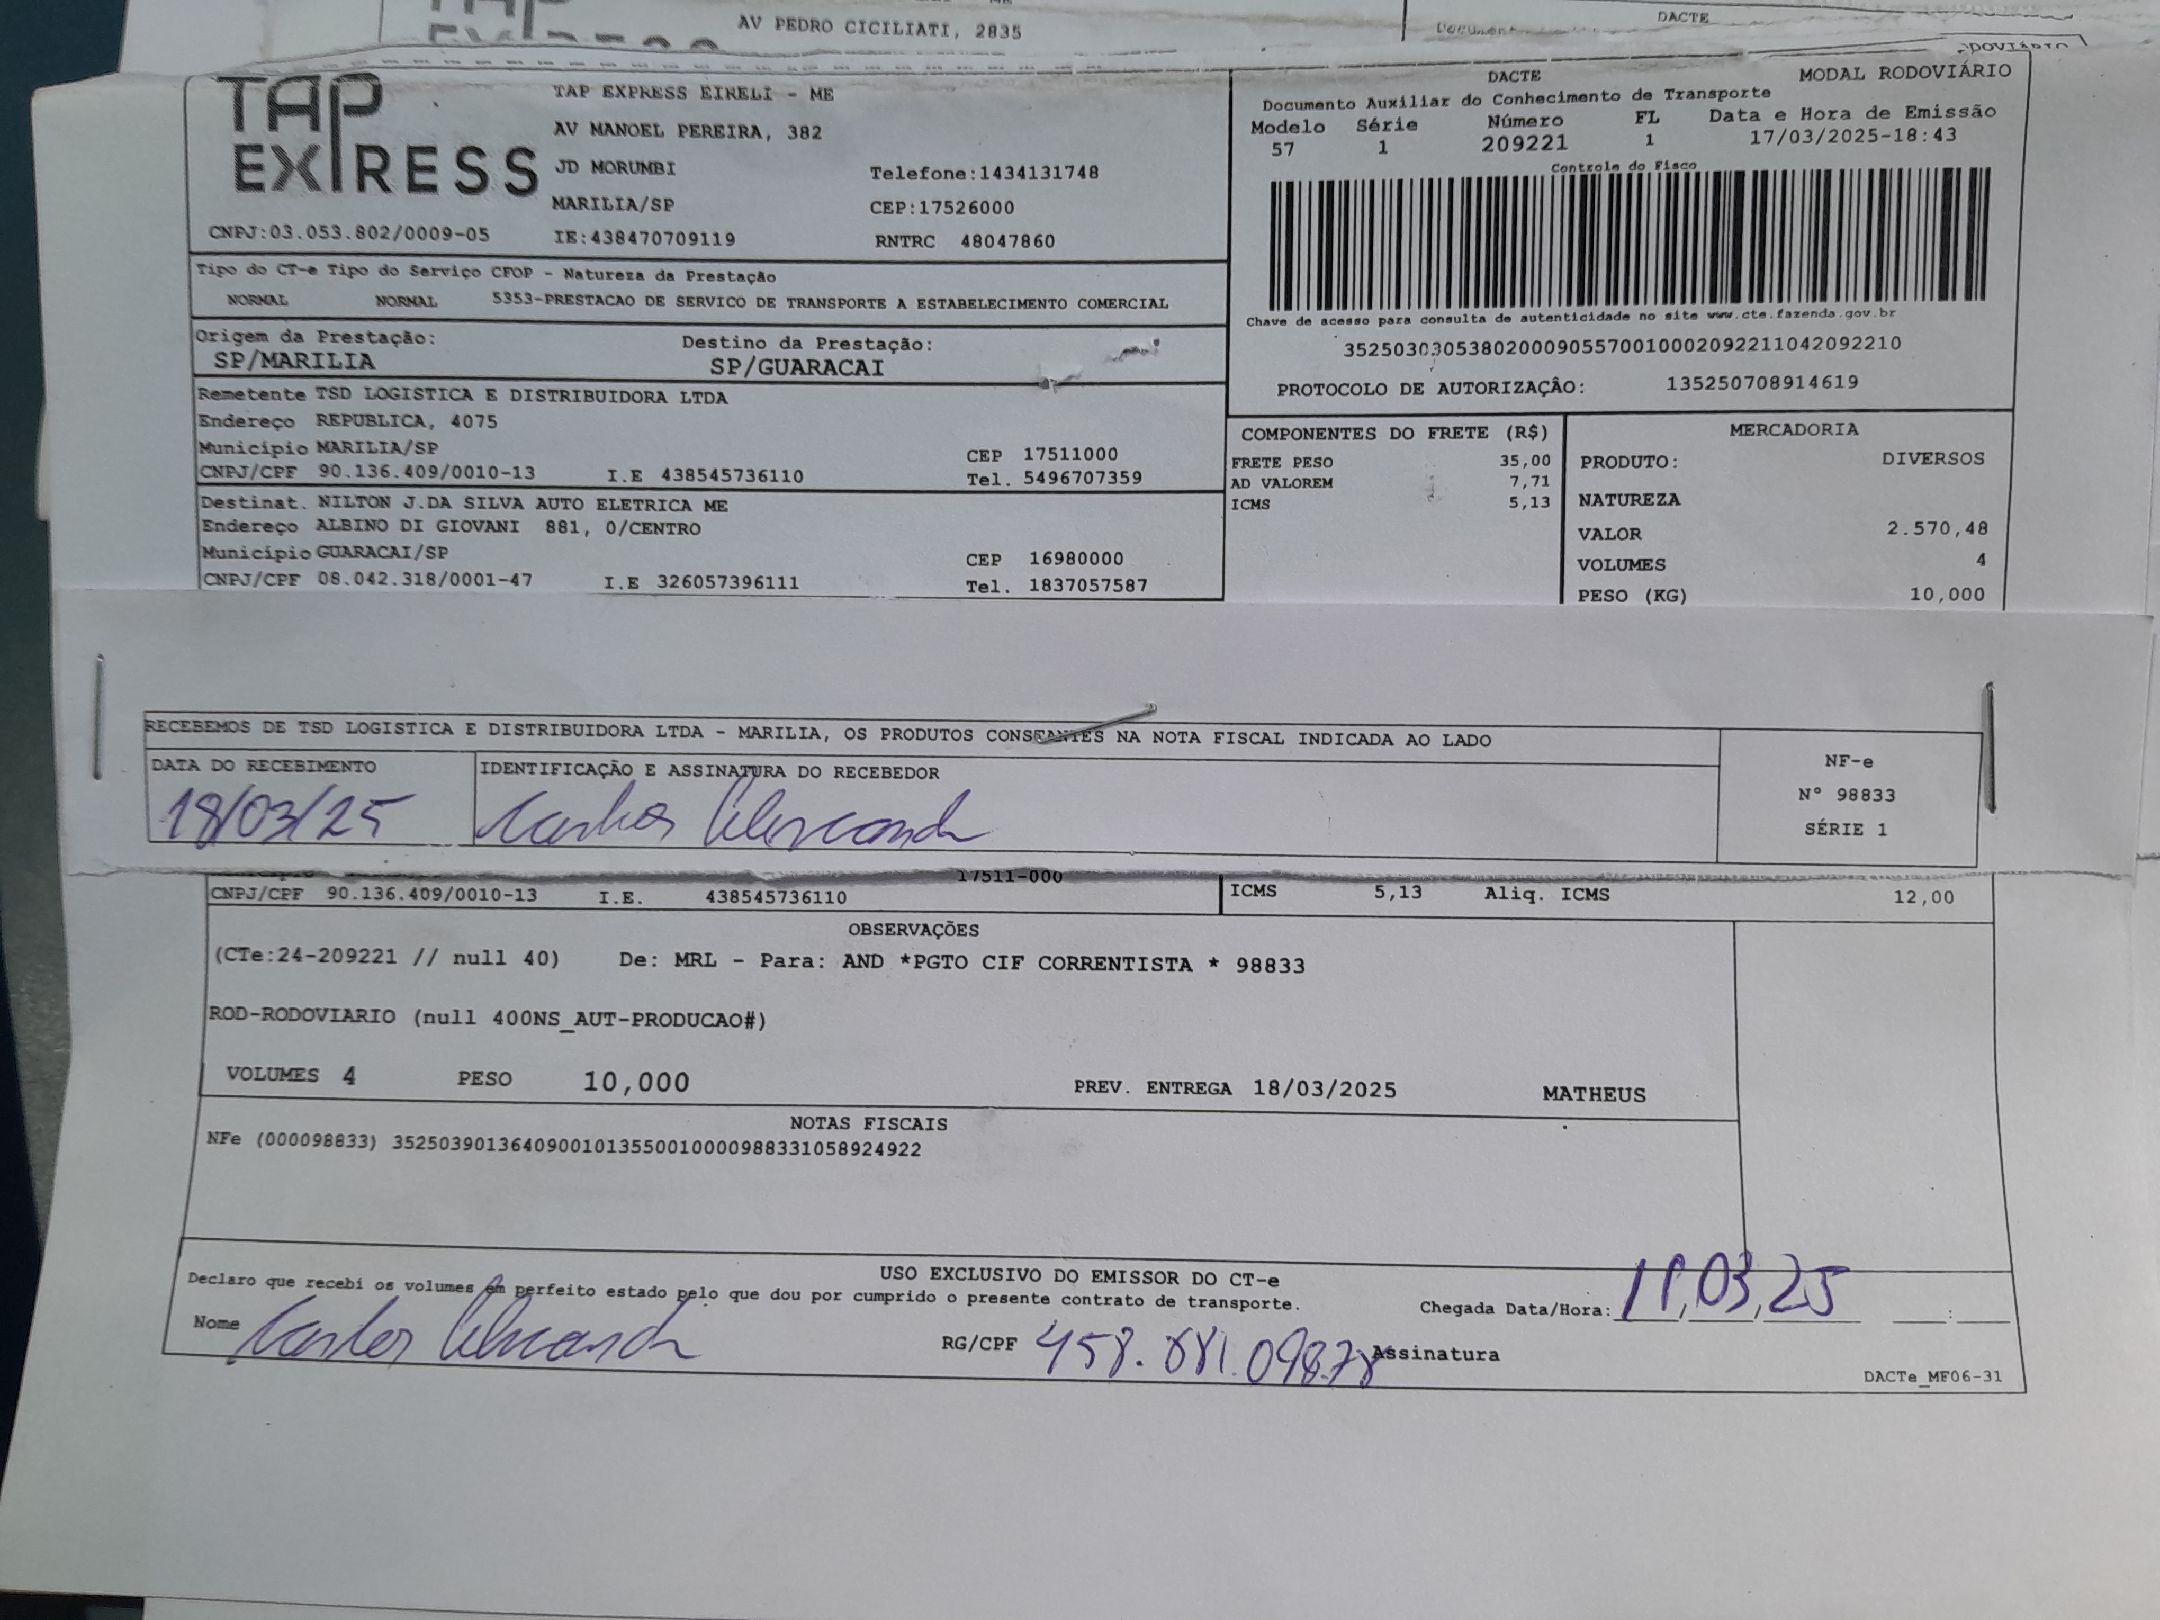 AV PEDRO CICILIATI, 2835
DACTE
TAP EXPRESS
TAP EXPRESS EIRELI - ME
AV MANOEL PEREIRA, 382
JD MORUMBI
Telefone:1434131748
MARILIA/SP
CEP:17526000
CNPJ:03.053.802/0009-05
IE:438470709119
RNTRC 48047860
DACTE MODAL RODOVIÁRIO
Documento Auxiliar do Conhecimento de Transporte
Modelo Série Número FL Data e Hora de Emissão
57 1 209221 1 17/03/2025-18:43
Controle do Fisco
Chave de acesso para consulta de autenticidade no site www.cte.fazenda.gov.br
35250303053802000905570010002092211042092210
PROTOCOLO DE AUTORIZAÇÃO: 135250708914619
Tipo do CT-e Tipo do Serviço CFOP - Natureza da Prestação
NORMAL NORMAL 5353-PRESTACAO DE SERVICO DE TRANSPORTE A ESTABELECIMENTO COMERCIAL
Origem da Prestação: Destino da Prestação:
SP/MARILIA SP/GUARACAI
Remetente TSD LOGISTICA E DISTRIBUIDORA LTDA
Endereço REPUBLICA, 4075
Município MARILIA/SP CEP 17511000
CNPJ/CPF 90.136.409/0010-13 I.E 438545736110 Tel. 5496707359
Destinat. NILTON J.DA SILVA AUTO ELETRICA ME
Endereço ALBINO DI GIOVANI 881, 0/CENTRO
Município GUARACAI/SP CEP 16980000
CNPJ/CPF 08.042.318/0001-47 I.E 326057396111 Tel. 1837057587
COMPONENTES DO FRETE (R$)
FRETE PESO 35,00
AD VALOREM 7,71
ICMS 5,13
MERCADORIA
PRODUTO: DIVERSOS
NATUREZA
VALOR 2.570,48
VOLUMES 4
PESO (KG) 10,000
RECEBEMOS DE TSD LOGISTICA E DISTRIBUIDORA LTDA - MARILIA, OS PRODUTOS CONSTANTES NA NOTA FISCAL INDICADA AO LADO
DATA DO RECEBIMENTO IDENTIFICAÇÃO E ASSINATURA DO RECEBEDOR
18/03/25 Carlos
NF-e
Nº 98833
SÉRIE 1
17511-000
CNPJ/CPF 90.136.409/0010-13 I.E. 438545736110
ICMS 5,13 Aliq. ICMS 12,00
OBSERVAÇÕES
(CTe:24-209221 // null 40) De: MRL - Para: AND *PGTO CIF CORRENTISTA * 98833
ROD-RODOVIARIO (null 400NS_AUT-PRODUCAO#)
VOLUMES 4 PESO 10,000 PREV. ENTREGA 18/03/2025 MATHEUS
NOTAS FISCAIS
NFe (000098833) 35250390136409001013550010000988331058924922
USO EXCLUSIVO DO EMISSOR DO CT-e
Declaro que recebi os volumes em perfeito estado pelo que dou por cumprido o presente contrato de transporte.
Chegada Data/Hora: 18,03,25 :
Nome Carlos RG/CPF Assinatura
DACTe_MF06-31